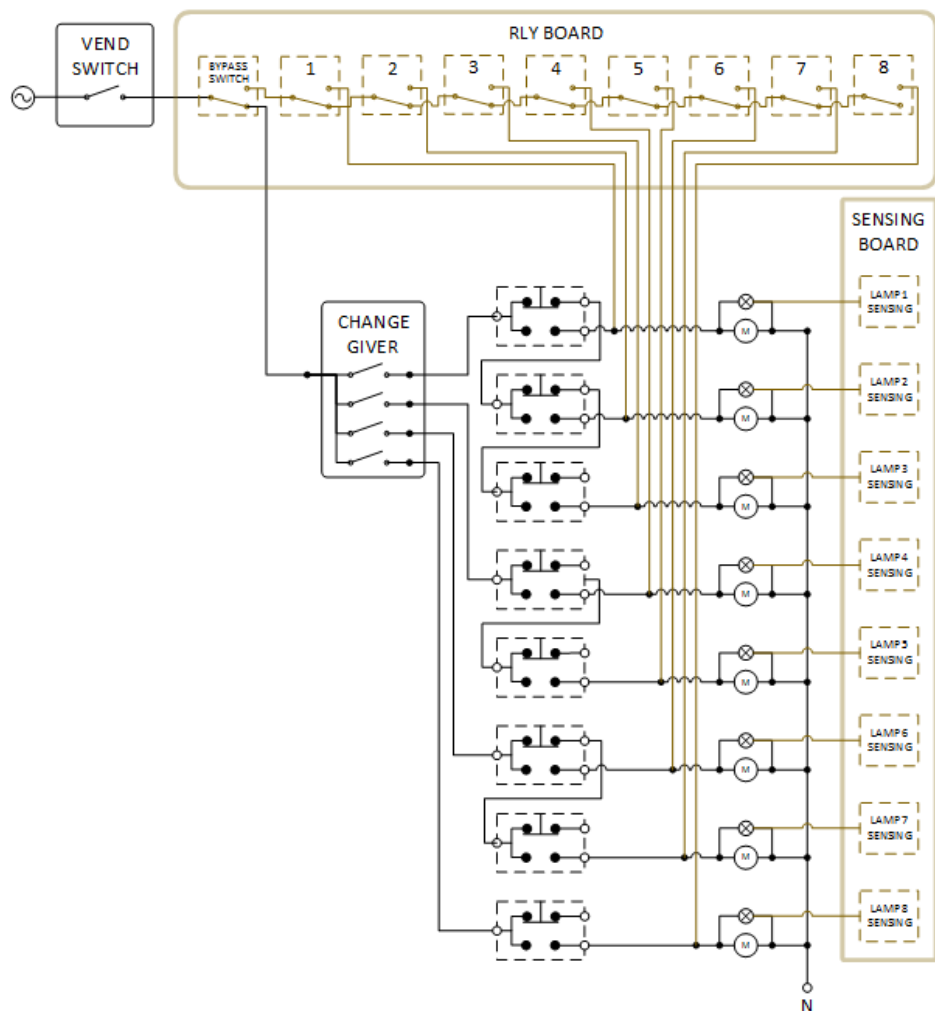 RLY BOARD
VEND
SWITCH
BYPASS
SWITCH
1
2
3
4
5
6
7
8
SENSING
BOARD
LAMP1
SENSING
CHANGE
GIVER
M
LAMP2
SENSING
M
LAMP3
SENSING
M
LAMP4
SENSING
M
LAMP5
SENSING
M
LAMP6
SENSING
M
LAMP7
SENSING
M
LAMP8
SENSING
M
N